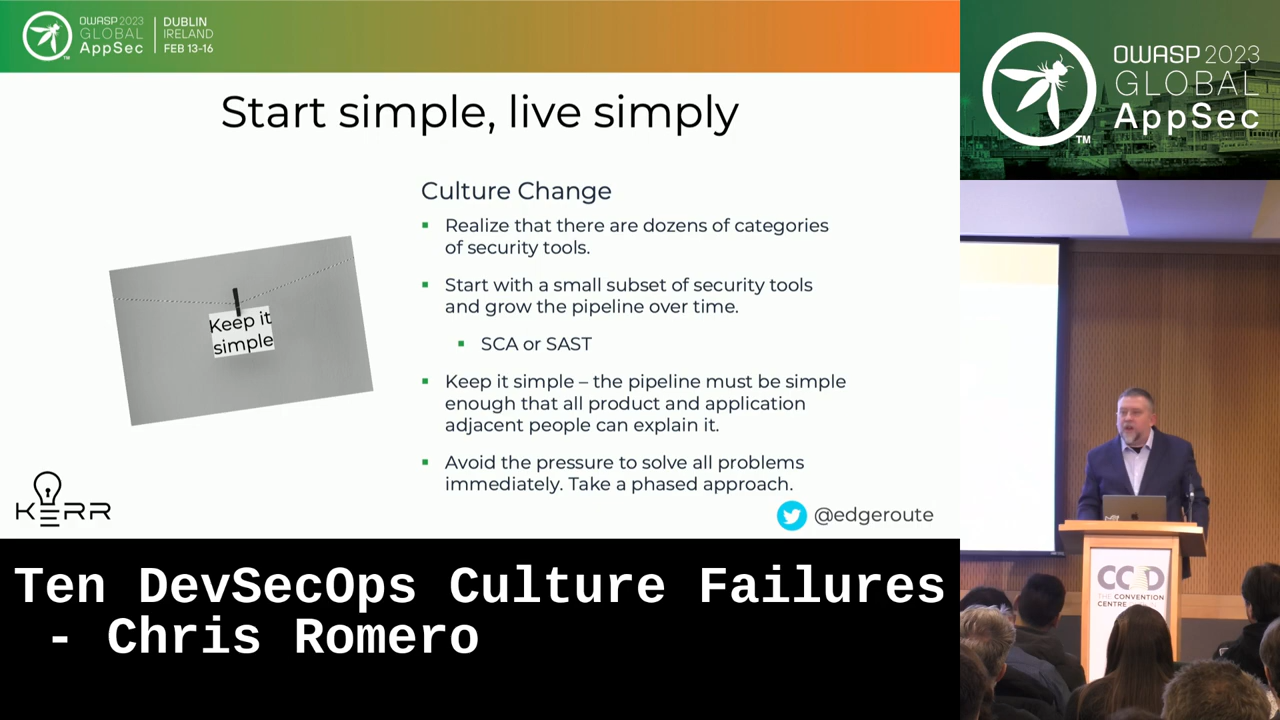 OWASP 2023
GLOBAL
AppSec
DUBLIN
IRELAND
FEB 13-16
Start simple, live simply
Culture Change
Realize that there are dozens of categories
of security tools.
Start with a small subset of security tools
and grow the pipeline over time.
SCA or SAST
Keep it simple – the pipeline must be simple
enough that all product and application
adjacent people can explain it.
Avoid the pressure to solve all problems
immediately. Take a phased approach.
Keep it
simple
KERR
@edgeroute
Ten DevSecOps Culture Failures
- Chris Romero
OWASP 2023
GLOBAL
AppSec
TM
THE CONVENTION
CENTRE